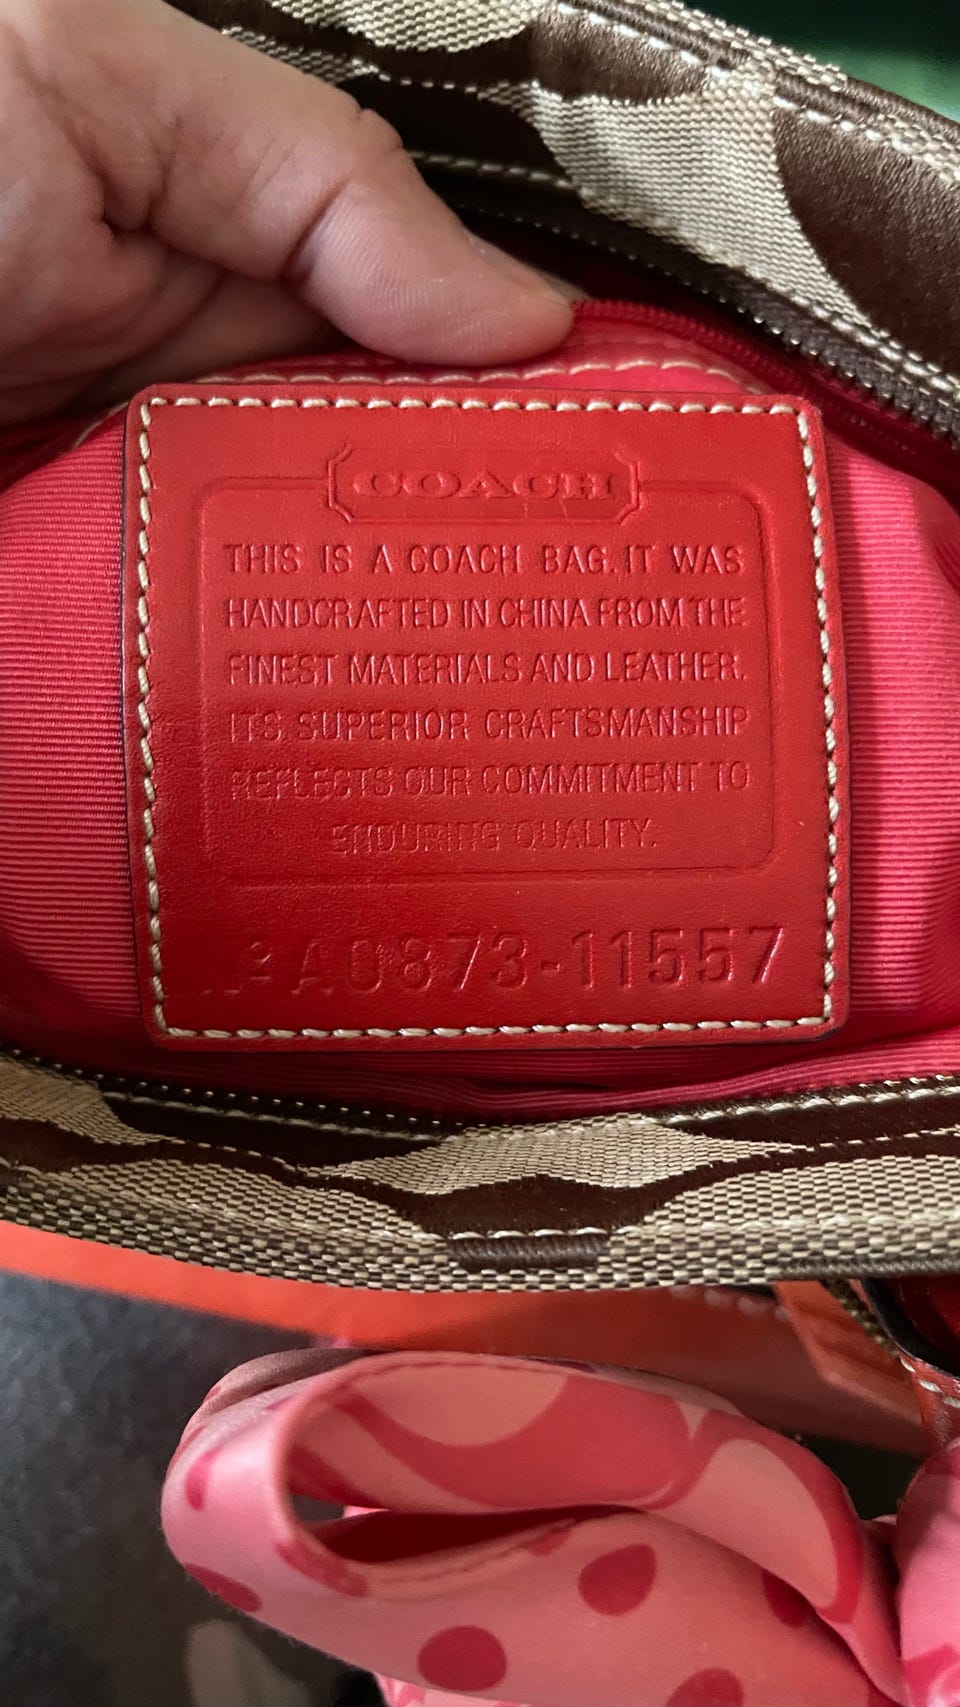 COACH
THIS IS A COACH BAG. IT WAS
HANDCRAFTED IN CHINA FROM THE
FINEST MATERIALS AND LEATHER.
ITS SUPERIOR CRAFTSMANSHIP
REFLECTS OUR COMMITMENT TO
ENDURING QUALITY.
A0873-11557